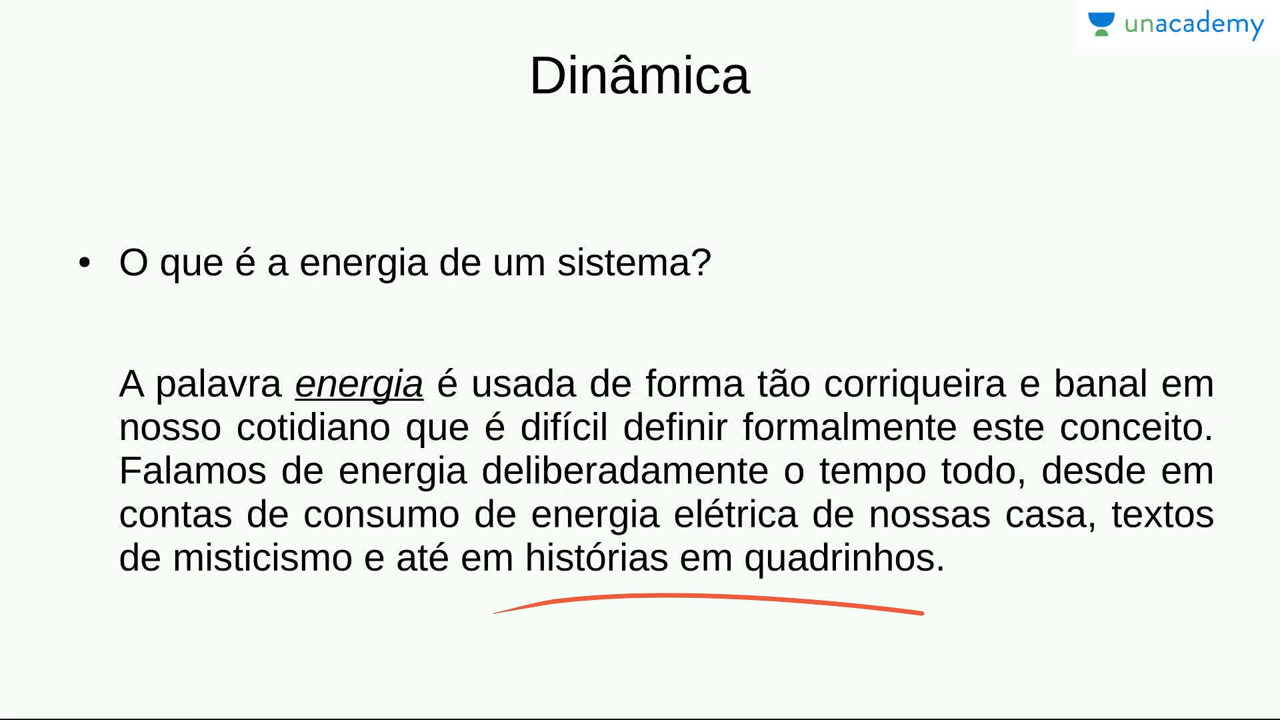 unacademy
Dinâmica
• O que é a energia de um sistema?
A palavra energia é usada de forma tão corriqueira e banal em
nosso cotidiano que é difícil definir formalmente este conceito.
Falamos de energia deliberadamente o tempo todo, desde em
contas de consumo de energia elétrica de nossas casa, textos
de misticismo e até em histórias em quadrinhos.